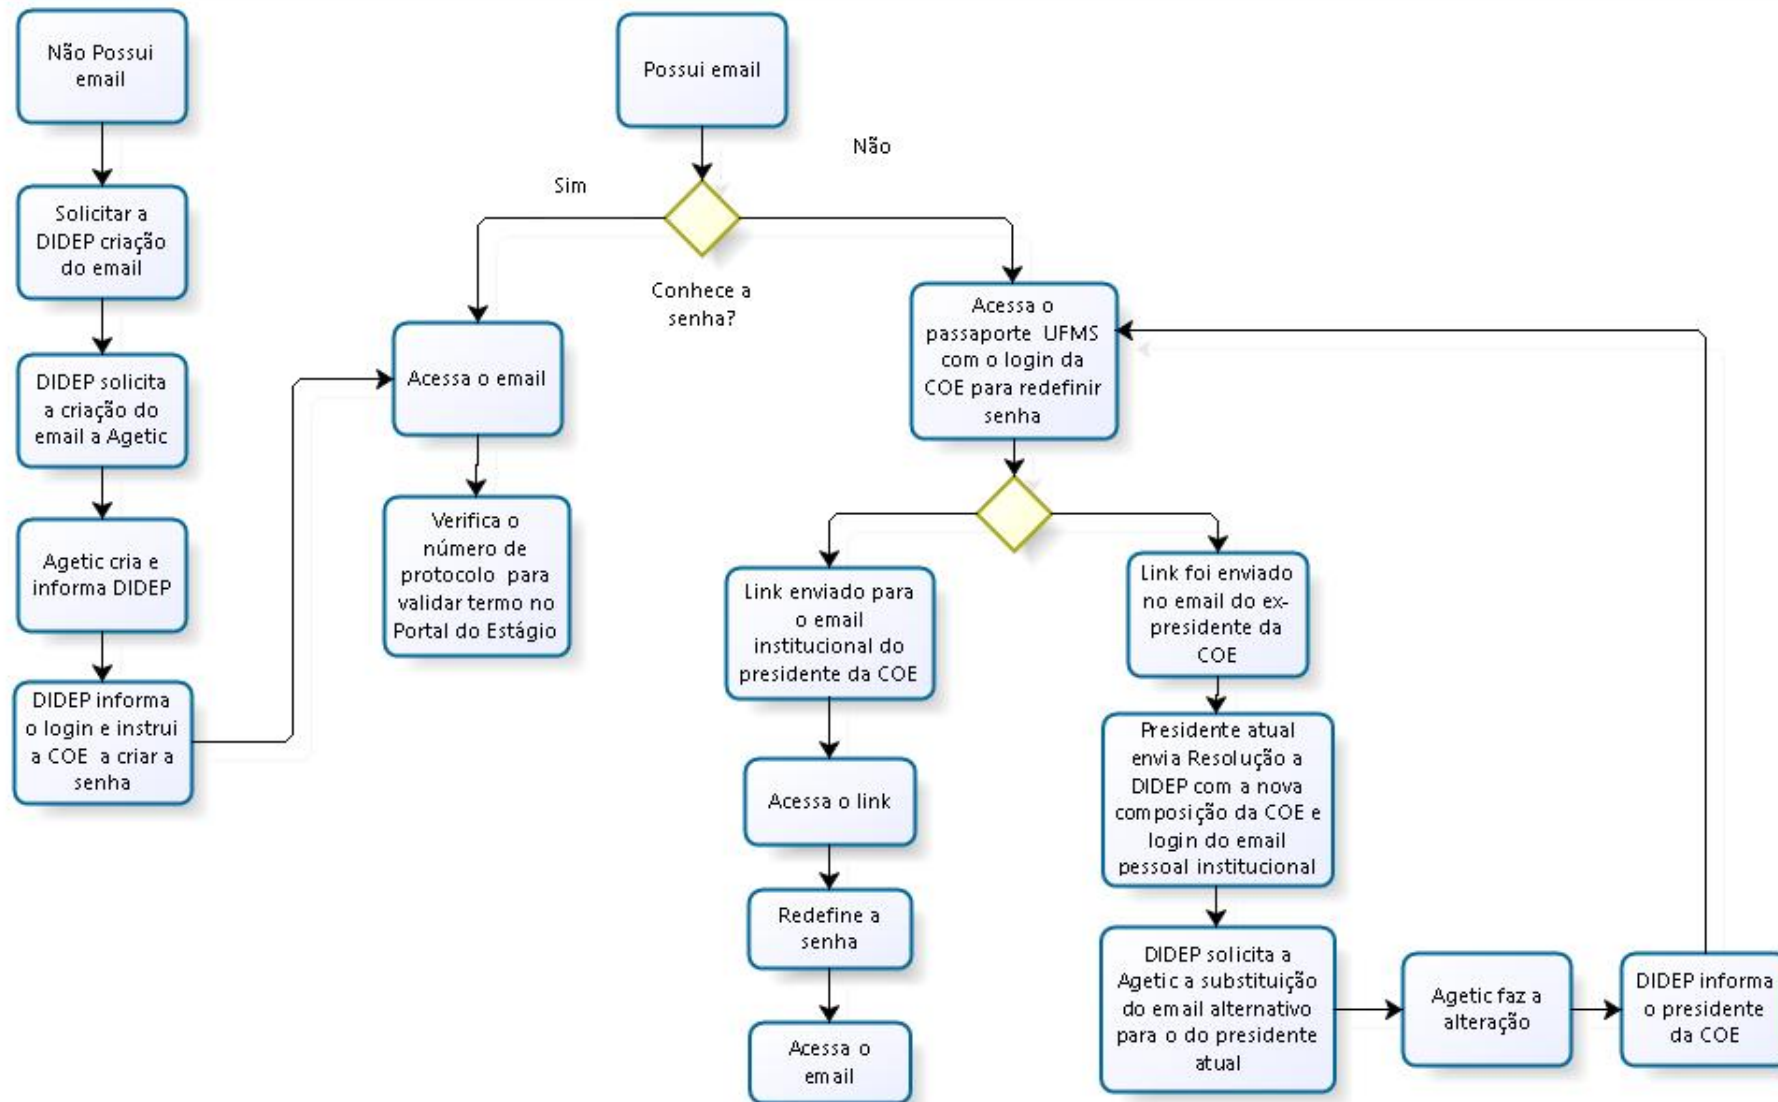 Não Possui
email
Solicitar a
DIDEP criação
do email
DIDEP solicita
a criação do
email a Agetic
Agetic cria e
informa DIDEP
DIDEP informa
o login e instrui
a COE a criar a
senha
Possui email
Sim
Não
Conhece a
senha?
Acessa o email
Verifica o
número de
protocolo para
validar termo no
Portal do Estágio
Acessa o
passaporte UFMS
com o login da
COE para redefinir
senha
Link enviado para
o email
institucional do
presidente da COE
Acessa o link
Redefine a
senha
Acessa o
email
Link foi enviado
no email do ex-
presidente da
COE
Presidente atual
envia Resolução a
DIDEP com a nova
composição da COE e
login do email
pessoal institucional
DIDEP solicita a
Agetic a substituição
do email alternativo
para o do presidente
atual
Agetic faz a
alteração
DIDEP informa
o presidente
da COE